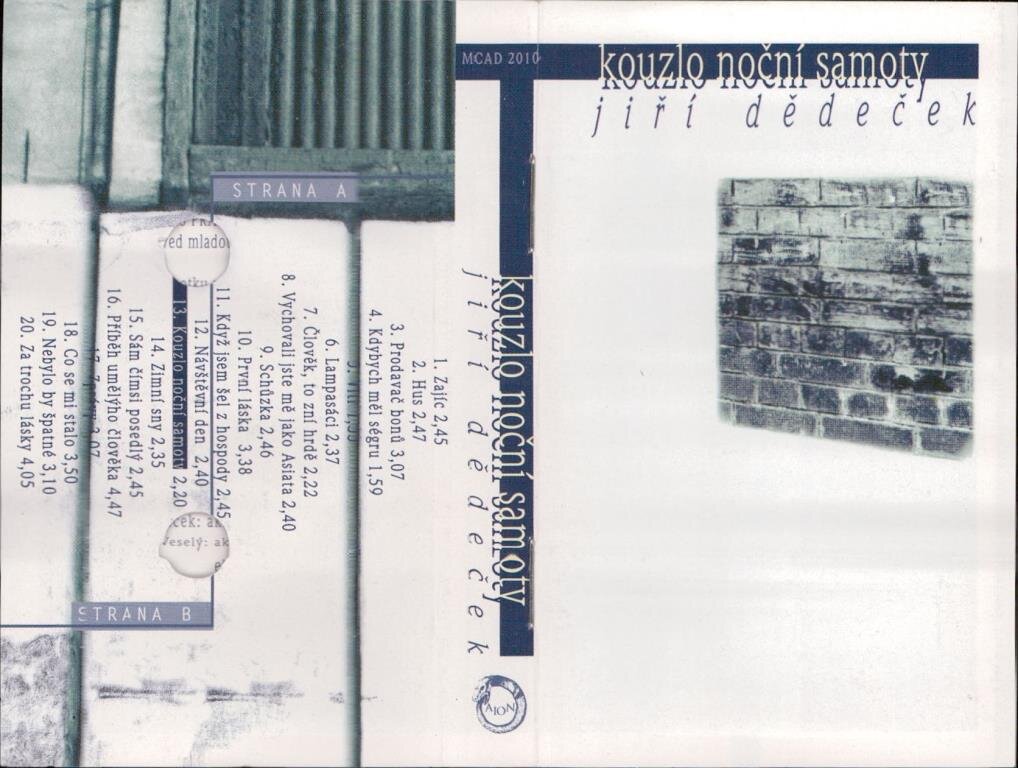 MCAD 2010
kouzlo noční samoty
jiří dědeček
kouzlo noční samoty
jiří dědeček
AION
STRANA A
1. Zajíc 2,45
2. Hus 2,47
3. Prodavač bonů 3,07
4. Kdybych měl ségru 1,59
6. Lampasáci 2,37
7. Člověk, to zní hrdě 2,22
8. Vychovali jste mě jako Asiata 2,40
9. Schůzka 2,46
10. První láska 3,38
11. Když jsem šel z hospody 2,45
12. Návštěvní den 2,40
13. Kouzlo noční samoty 2,20
14. Zimní sny 2,35
15. Sám čímsi posedlý 2,45
16. Příběh umělýho člověka 4,47
18. Co se mi stalo 3,50
19. Nebylo by špatné 3,10
20. Za trochu lásky 4,05
STRANA B